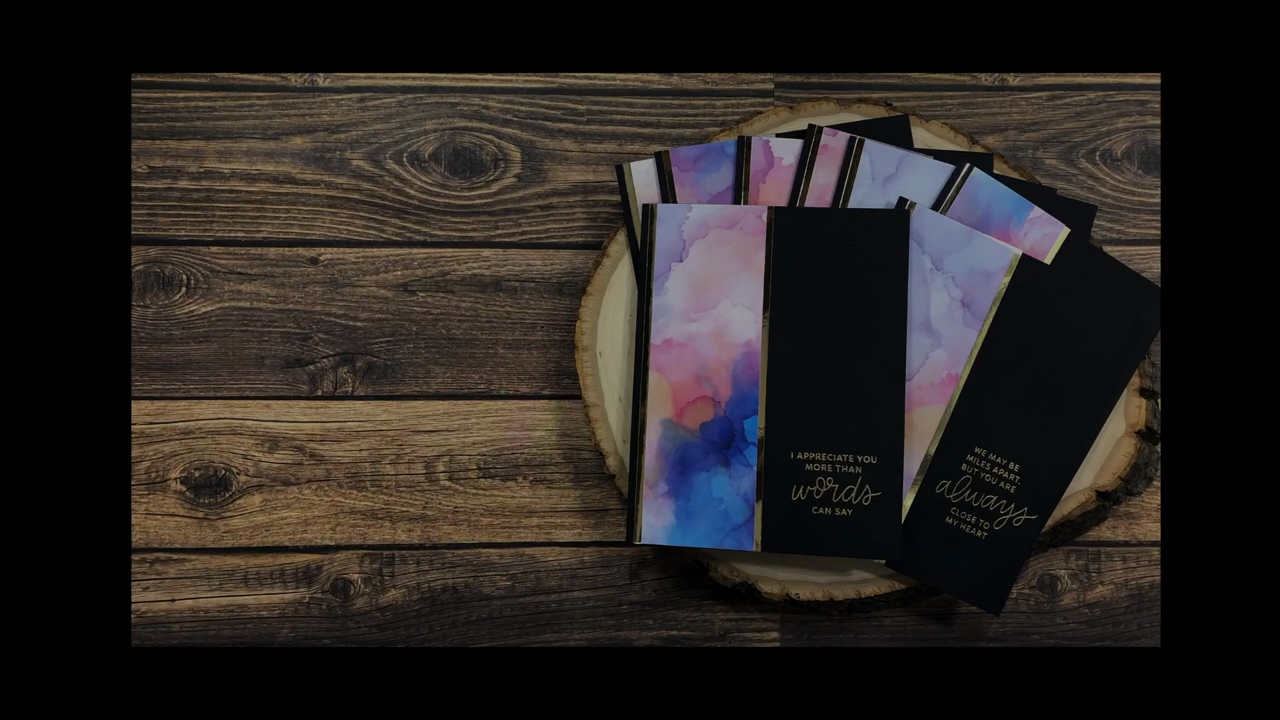 I APPRECIATE YOU
MORE THAN
words
CAN SAY
WE MAY BE
MILES APART,
BUT YOU ARE
always
CLOSE TO
MY HEART